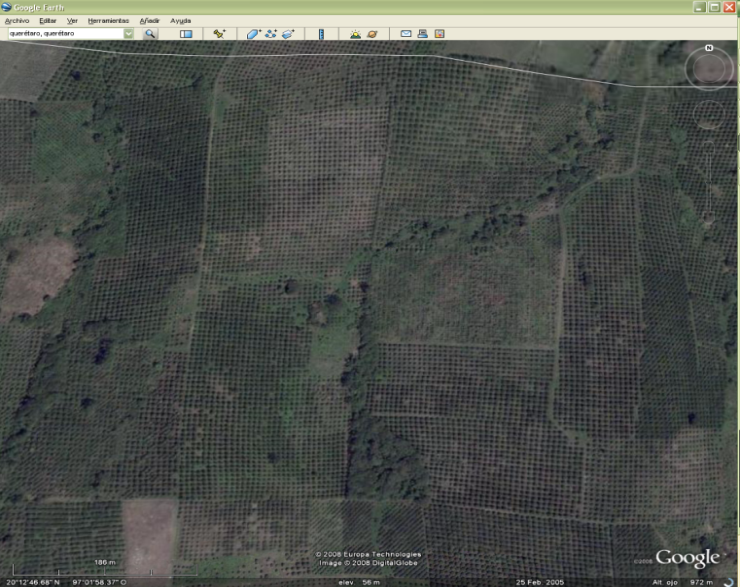 Google Earth
Archivo Editar Ver Herramientas Añadir Ayuda
querétaro, querétaro
N
186 m
© 2008 Europa Technologies
Image © 2008 DigitalGlobe
©2008 Google
20°12'46.68" N 97°01'58.37" O elev 56 m 25 Feb 2005 Alt. ojo 972 m